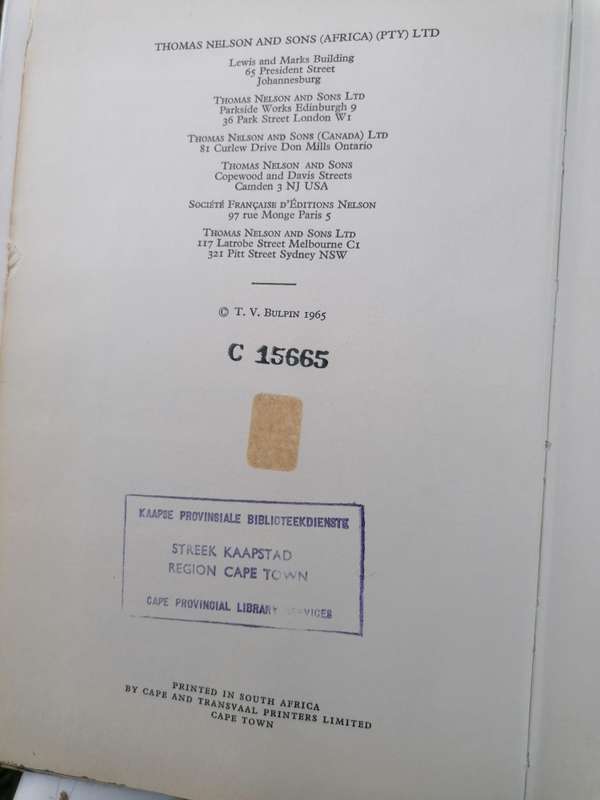 THOMAS NELSON AND SONS (AFRICA) (PTY) LTD
Lewis and Marks Building
65 President Street
Johannesburg
THOMAS NELSON AND SONS LTD
Parkside Works Edinburgh 9
36 Park Street London W1
THOMAS NELSON AND SONS (CANADA) LTD
81 Curlew Drive Don Mills Ontario
THOMAS NELSON AND SONS
Copewood and Davis Streets
Camden 3 NJ USA
SOCIÉTÉ FRANÇAISE D'ÉDITIONS NELSON
97 rue Monge Paris 5
THOMAS NELSON AND SONS LTD
117 Latrobe Street Melbourne C1
321 Pitt Street Sydney NSW
© T. V. BULPIN 1965
C 15665
KAAPSE PROVINSIALE BIBLIOTEEKDIENSTE
STREEK KAAPSTAD
REGION CAPE TOWN
CAPE PROVINCIAL LIBRARY SERVICES
PRINTED IN SOUTH AFRICA
BY CAPE AND TRANSVAAL PRINTERS LIMITED
CAPE TOWN